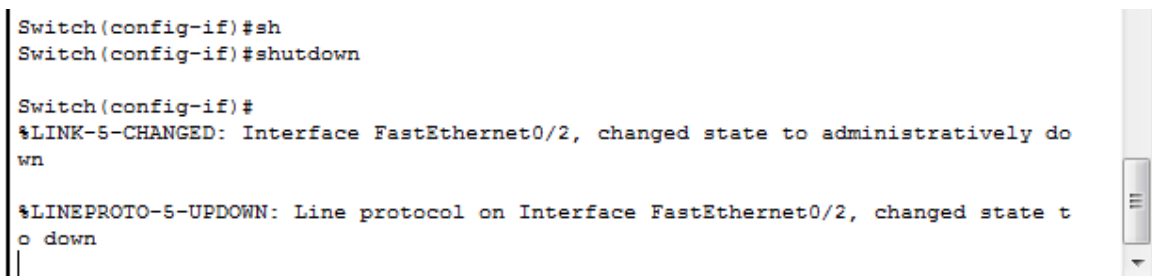 Switch(config-if)#sh
Switch(config-if)#shutdown
Switch(config-if)#
%LINK-5-CHANGED: Interface FastEthernet0/2, changed state to administratively do
wn
%LINEPROTO-5-UPDOWN: Line protocol on Interface FastEthernet0/2, changed state t
o down